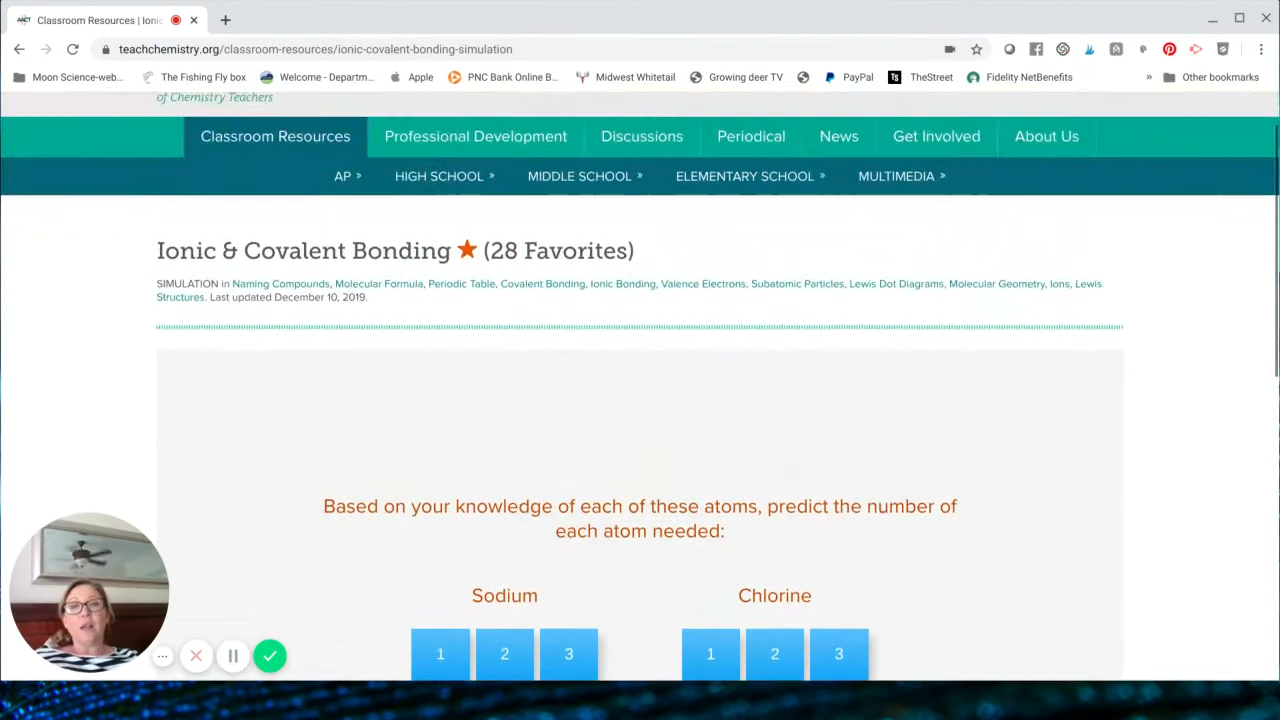 Classroom Resources | Ionic
teachchemistry.org/classroom-resources/ionic-covalent-bonding-simulation
Moon Science-web... The Fishing Fly box Welcome - Departm... Apple PNC Bank Online B... Midwest Whitetail Growing deer TV PayPal TS TheStreet Fidelity NetBenefits » Other bookmarks
of Chemistry Teachers
Classroom Resources Professional Development Discussions Periodical News Get Involved About Us
AP » HIGH SCHOOL » MIDDLE SCHOOL » ELEMENTARY SCHOOL » MULTIMEDIA »
Ionic & Covalent Bonding ★ (28 Favorites)
SIMULATION in Naming Compounds, Molecular Formula, Periodic Table, Covalent Bonding, Ionic Bonding, Valence Electrons, Subatomic Particles, Lewis Dot Diagrams, Molecular Geometry, Ions, Lewis
Structures. Last updated December 10, 2019.
Based on your knowledge of each of these atoms, predict the number of
each atom needed:
Sodium Chlorine
1 2 3 1 2 3